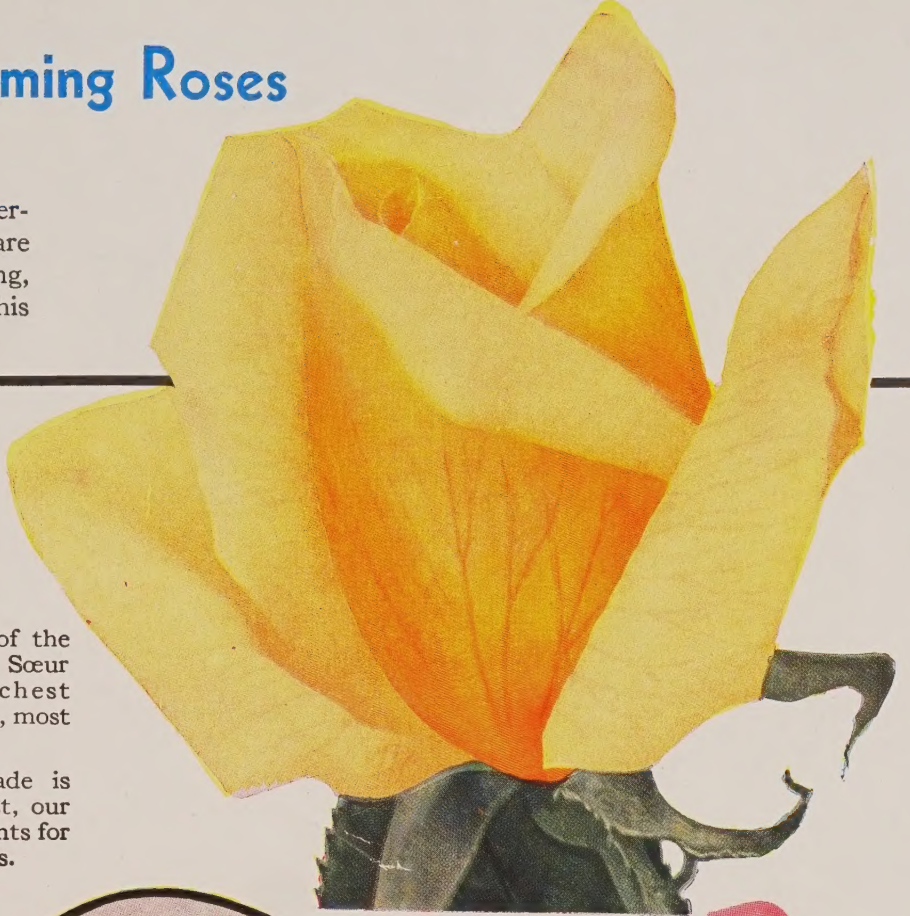 ming Roses
er-
are
ng,
his
of the
Sœur
chest
, most
ade is
t, our
nts for
s.